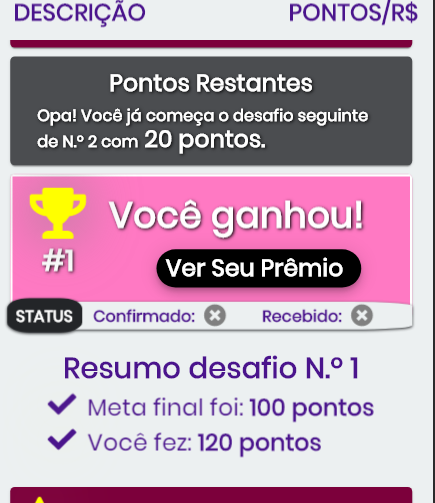 DESCRIÇÃO PONTOS/R$
Pontos Restantes
Opa! Você já começa o desafio seguinte
de N.º 2 com 20 pontos.
Você ganhou!
#1
Ver Seu Prêmio
STATUS Confirmado: Recebido:
Resumo desafio N.º 1
Meta final foi: 100 pontos
Você fez: 120 pontos